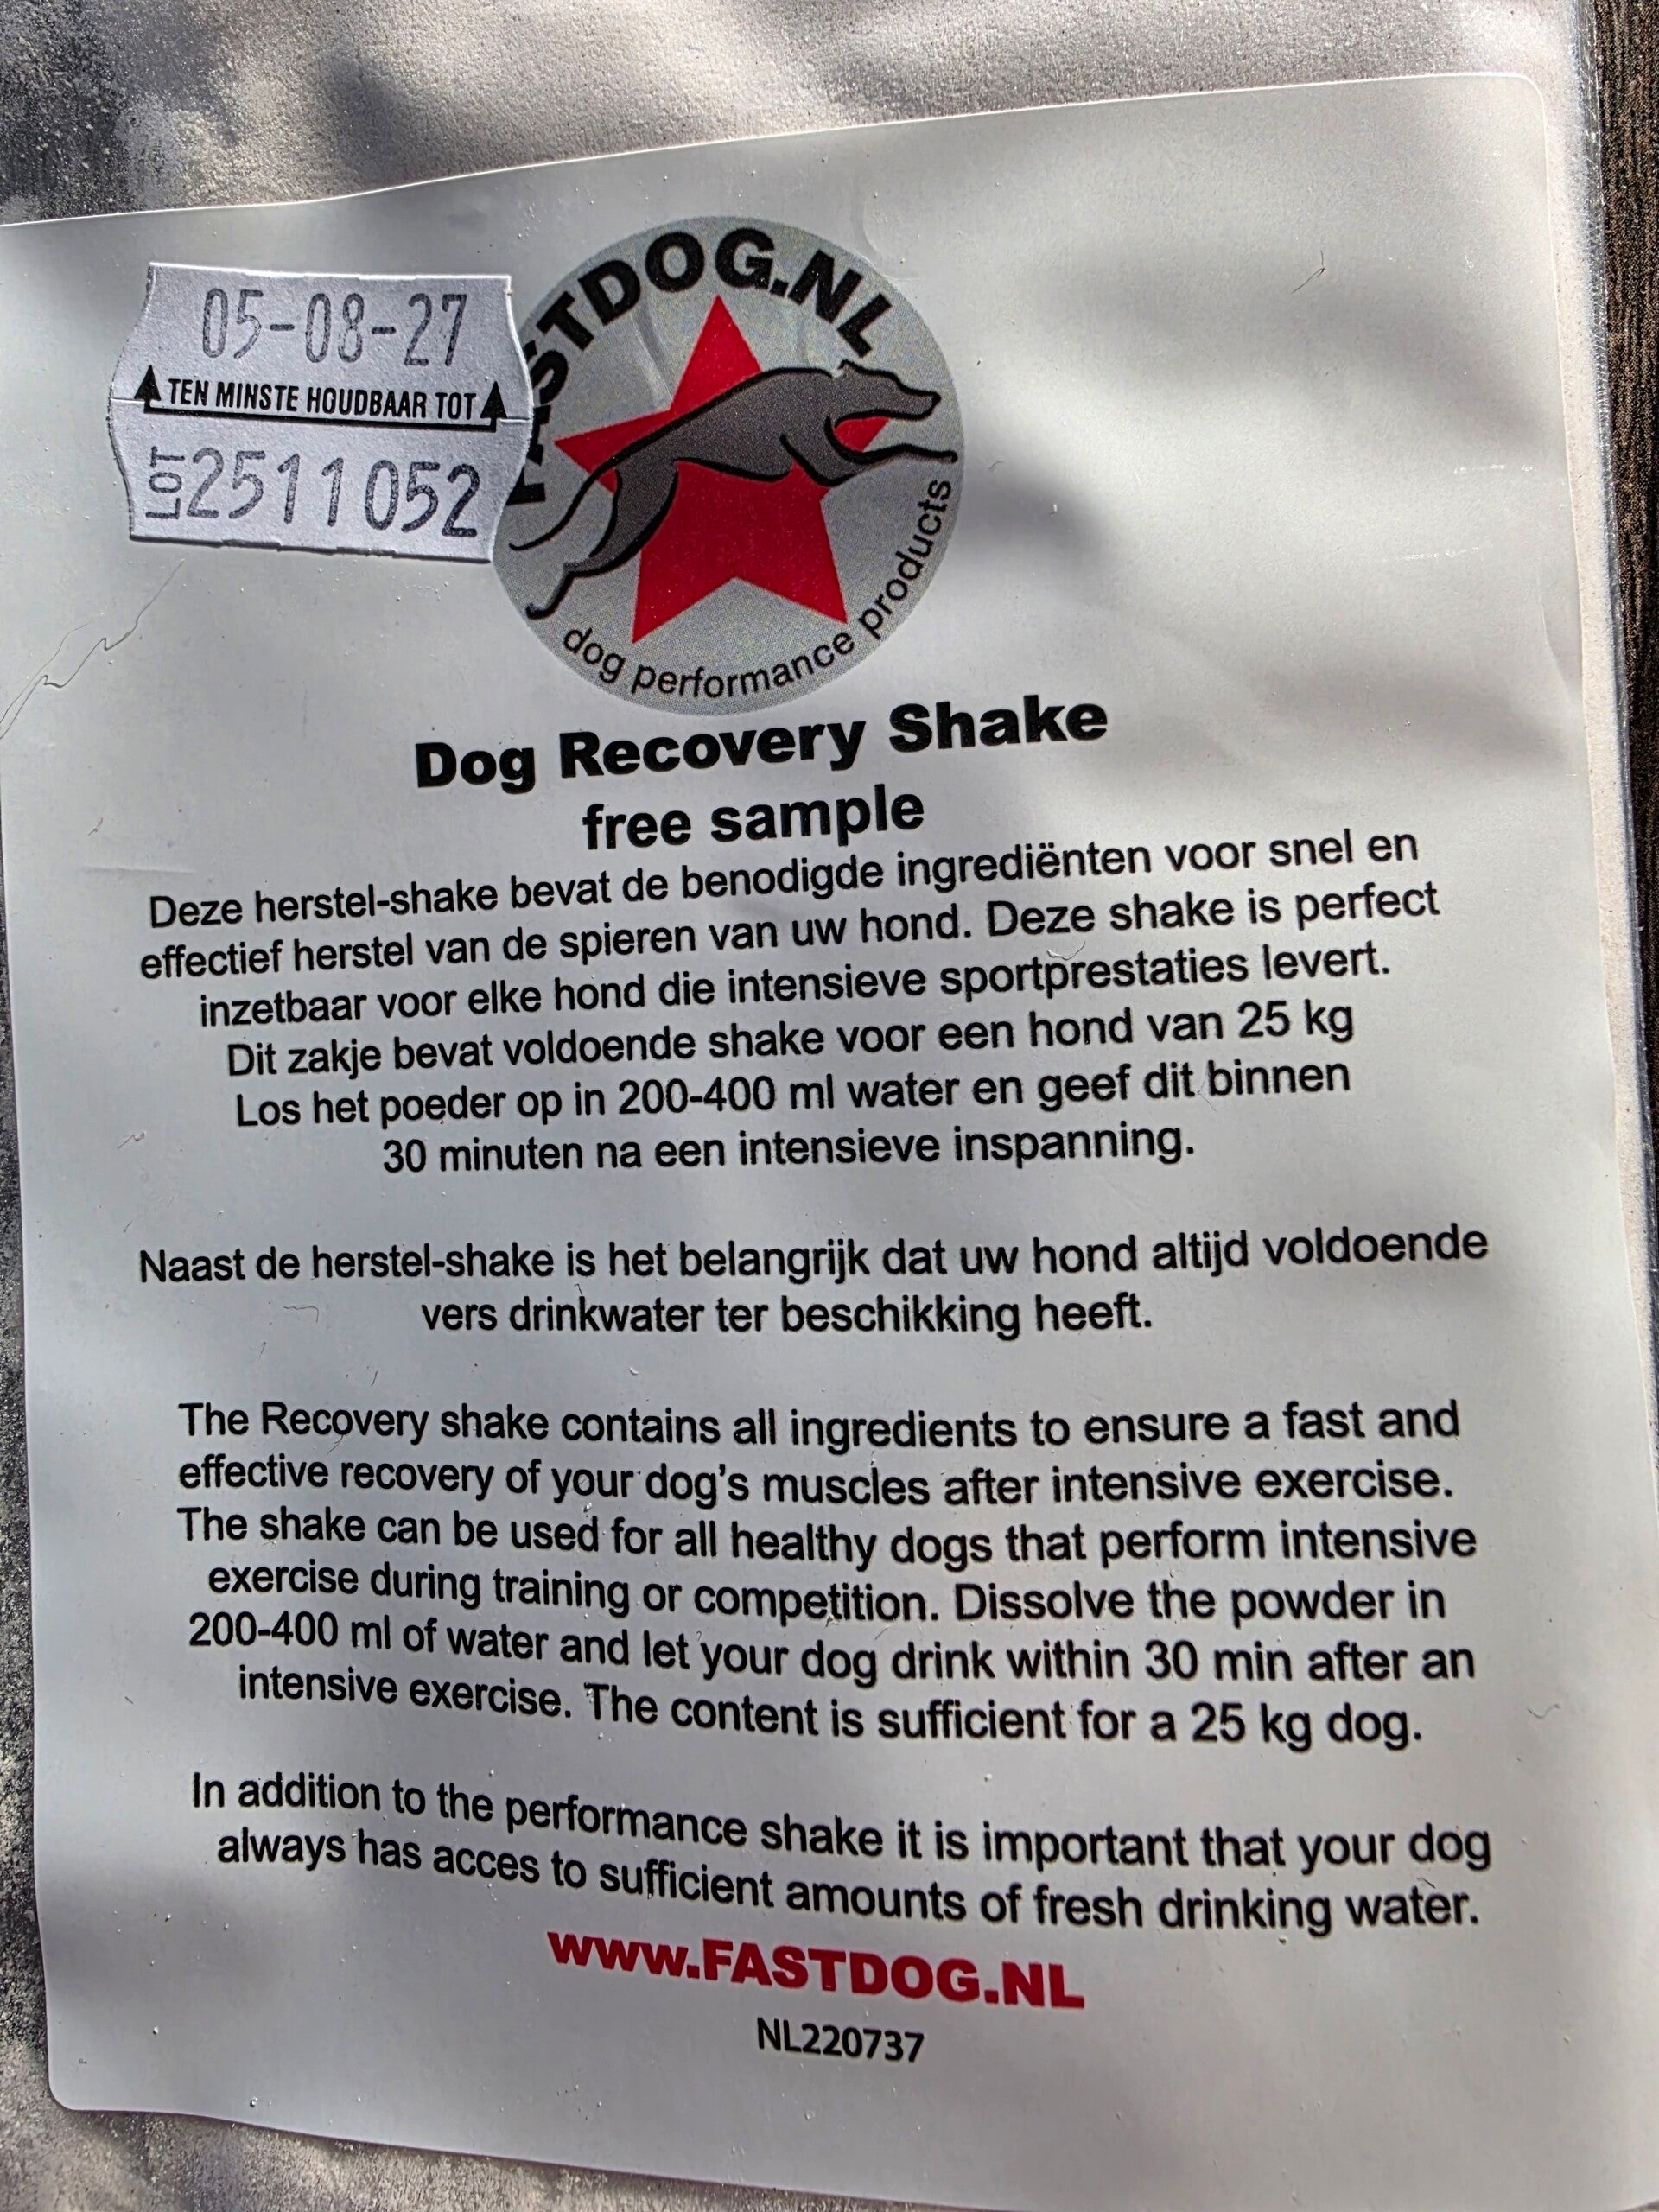 05-08-27
TEN MINSTE HOUDBAAR TOT
LOT 2511052
FASTDOG.NL
dog performance products
Dog Recovery Shake
free sample
Deze herstel-shake bevat de benodigde ingrediënten voor snel en
effectief herstel van de spieren van uw hond. Deze shake is perfect
inzetbaar voor elke hond die intensieve sportprestaties levert.
Dit zakje bevat voldoende shake voor een hond van 25 kg
Los het poeder op in 200-400 ml water en geef dit binnen
30 minuten na een intensieve inspanning.
Naast de herstel-shake is het belangrijk dat uw hond altijd voldoende
vers drinkwater ter beschikking heeft.
The Recovery shake contains all ingredients to ensure a fast and
effective recovery of your dog's muscles after intensive exercise.
The shake can be used for all healthy dogs that perform intensive
exercise during training or competition. Dissolve the powder in
200-400 ml of water and let your dog drink within 30 min after an
intensive exercise. The content is sufficient for a 25 kg dog.
In addition to the performance shake it is important that your dog
always has acces to sufficient amounts of fresh drinking water.
www.FASTDOG.NL
NL220737